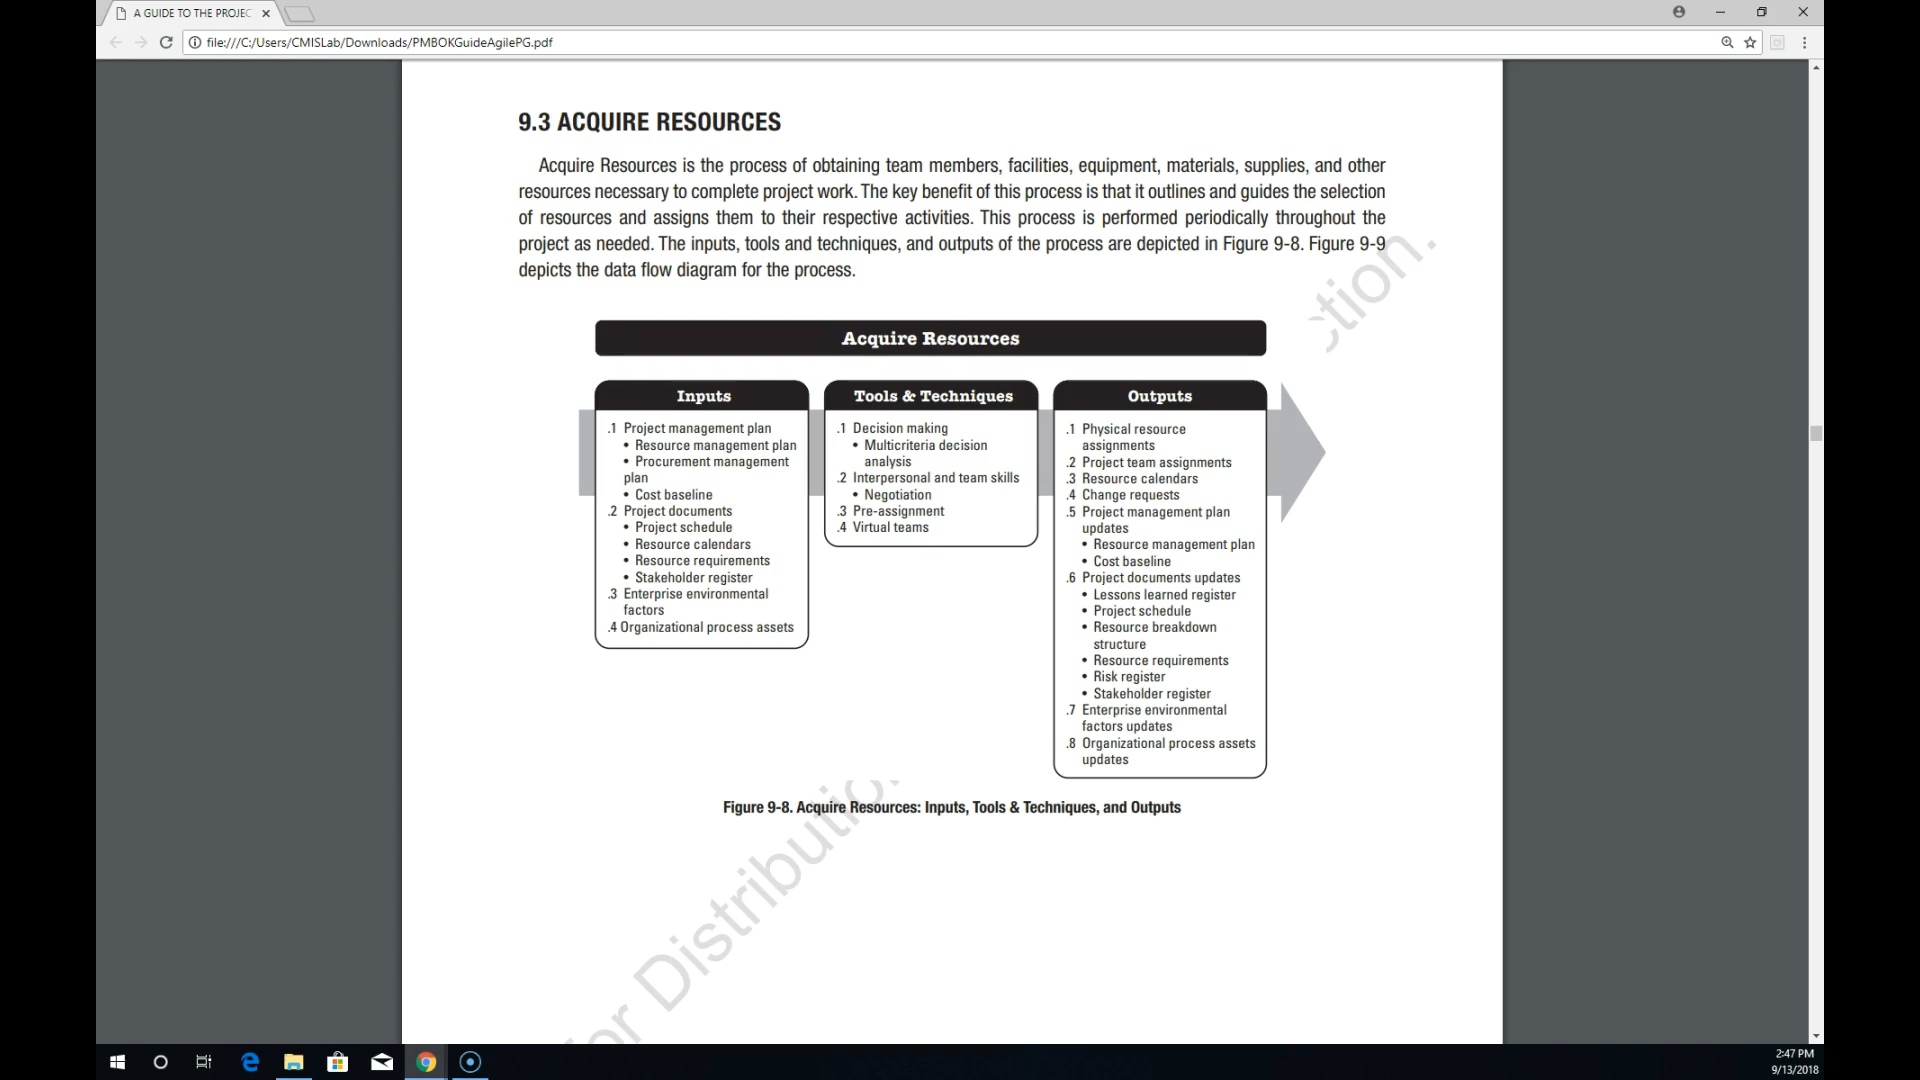 A GUIDE TO THE PROJEC
file:///C:/Users/CMISLab/Downloads/PMBOKGuideAgilePG.pdf
9.3 ACQUIRE RESOURCES
Acquire Resources is the process of obtaining team members, facilities, equipment, materials, supplies, and other
resources necessary to complete project work. The key benefit of this process is that it outlines and guides the selection
of resources and assigns them to their respective activities. This process is performed periodically throughout the
project as needed. The inputs, tools and techniques, and outputs of the process are depicted in Figure 9-8. Figure 9-9
depicts the data flow diagram for the process.
Acquire Resources
Inputs
.1 Project management plan
• Resource management plan
• Procurement management
plan
• Cost baseline
.2 Project documents
• Project schedule
• Resource calendars
• Resource requirements
• Stakeholder register
.3 Enterprise environmental
factors
.4 Organizational process assets
Tools & Techniques
.1 Decision making
• Multicriteria decision
analysis
.2 Interpersonal and team skills
• Negotiation
.3 Pre-assignment
.4 Virtual teams
Outputs
.1 Physical resource
assignments
.2 Project team assignments
.3 Resource calendars
.4 Change requests
.5 Project management plan
updates
• Resource management plan
• Cost baseline
.6 Project documents updates
• Lessons learned register
• Project schedule
• Resource breakdown
structure
• Resource requirements
• Risk register
• Stakeholder register
.7 Enterprise environmental
factors updates
.8 Organizational process assets
updates
Figure 9-8. Acquire Resources: Inputs, Tools & Techniques, and Outputs
2:47 PM
9/13/2018